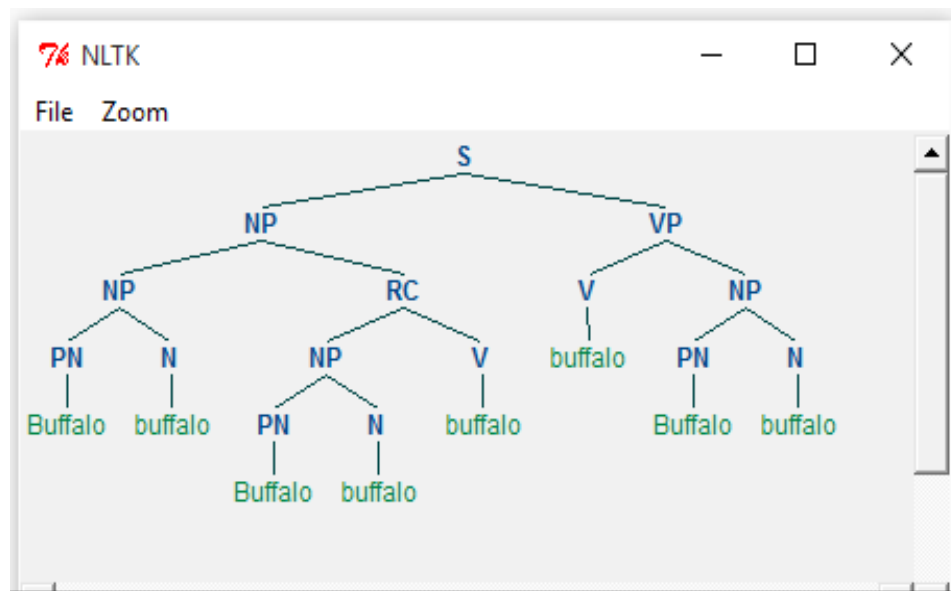 NLTK
File Zoom
S
NP VP
NP RC V NP
PN N NP V buffalo PN N
Buffalo buffalo PN N buffalo Buffalo buffalo
Buffalo buffalo